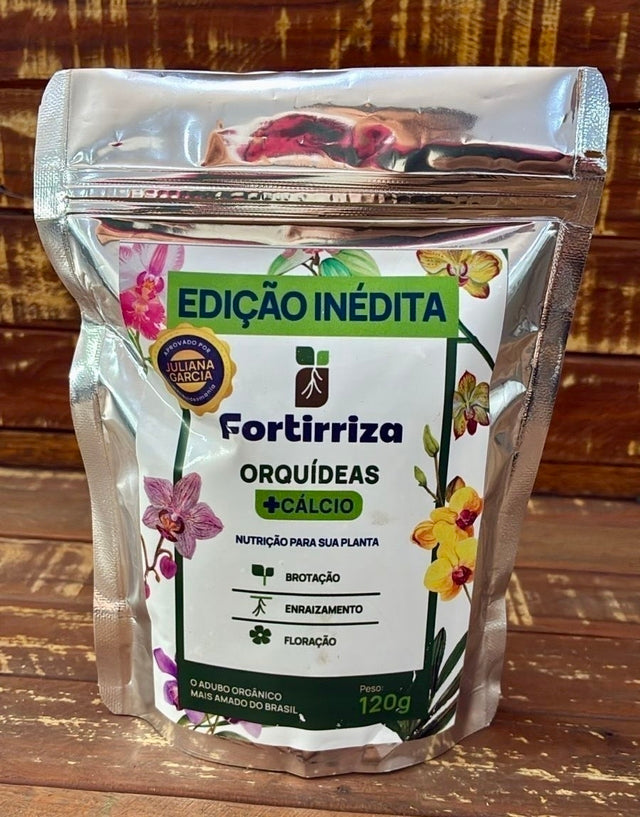 EDIÇÃO INÉDITA
APROVADO POR
JULIANA
GARCIA
Fortirriza
ORQUÍDEAS
+CÁLCIO
NUTRIÇÃO PARA SUA PLANTA
BROTAÇÃO
ENRAIZAMENTO
FLORAÇÃO
O ADUBO ORGÂNICO
MAIS AMADO DO BRASIL
Peso:
120g